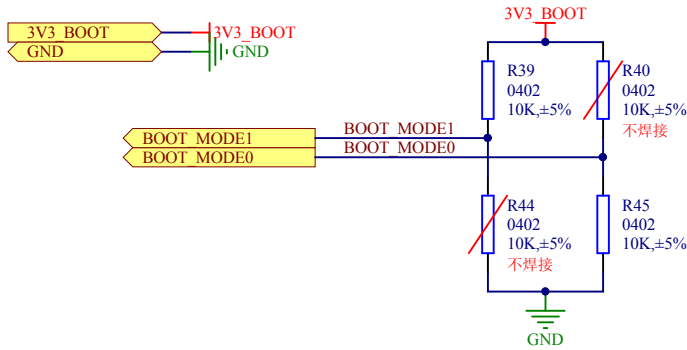 3V3_BOOT
3V3_BOOT
3V3_BOOT
GND
GND
R39
0402
10K,±5%
R40
0402
10K,±5%
不焊接
BOOT_MODE1
BOOT_MODE1
BOOT_MODE0
BOOT_MODE0
R44
0402
10K,±5%
不焊接
R45
0402
10K,±5%
GND